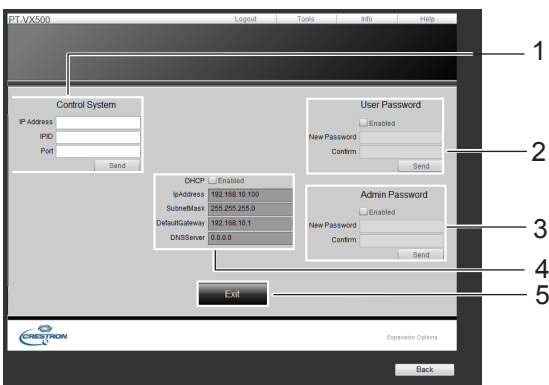 PT-VX500 Logout Tools Info Help
1
Control System
IP Address
IPID
Port
Send
User Password
Enabled
New Password
Confirm
Send
2
DHCP Enabled
IpAddress 192.168.10.100
SubnetMask 255.255.255.0
DefaultGateway 192.168.10.1
DNSServer 0.0.0.0
Admin Password
Enabled
New Password
Confirm
Send
3
4
Exit
5
CRESTRON
Expansion Options
Back